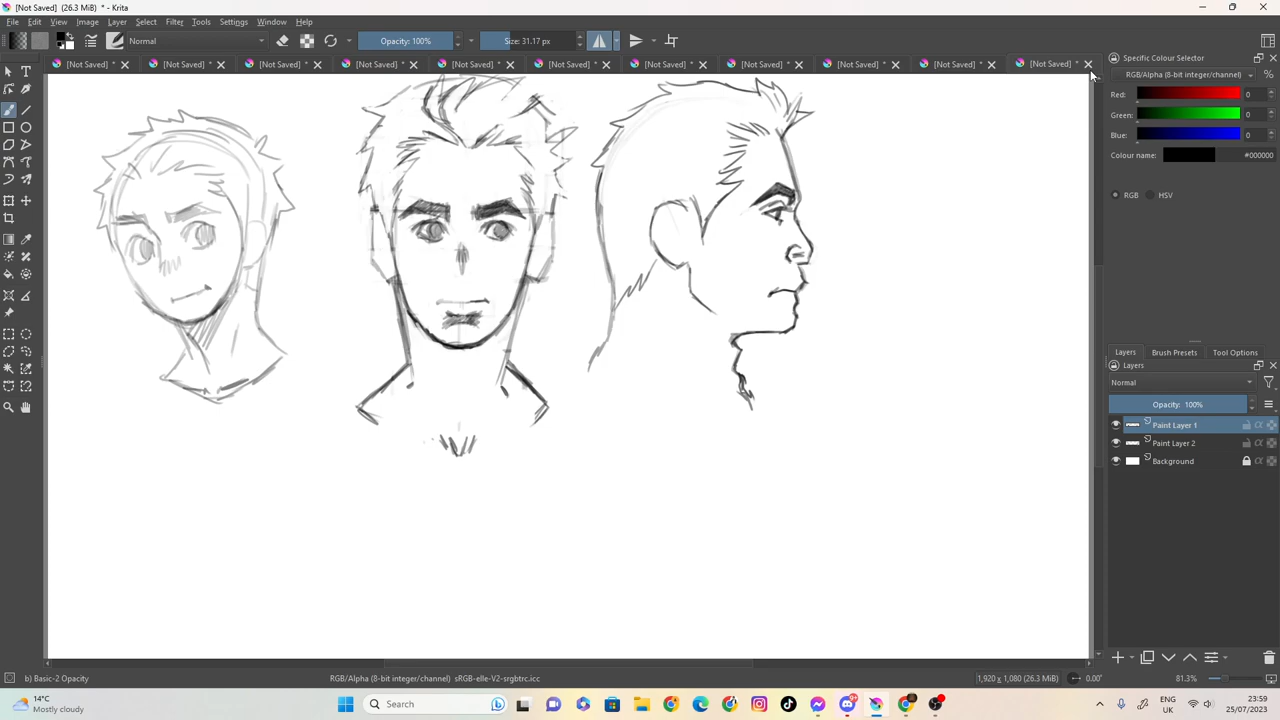 [Not Saved] (26.3 MiB) * - Krita
File Edit View Image Layer Select Filter Tools Settings Window Help
Normal Opacity: 100% Size: 31.17 px
[Not Saved] * [Not Saved] * [Not Saved] * [Not Saved] * [Not Saved] * [Not Saved] * [Not Saved] * [Not Saved] * [Not Saved] * [Not Saved] * [Not Saved] *
Specific Colour Selector
RGB/Alpha (8-bit integer/channel) %
Red: 0
Green: 0
Blue: 0
Colour name: #000000
RGB HSV
Layers Brush Presets Tool Options
Layers
Normal
Opacity: 100%
Paint Layer 1
Paint Layer 2
Background
b) Basic-2 Opacity RGB/Alpha (8-bit integer/channel) sRGB-elle-V2-srgbtrc.icc 1,920 x 1,080 (26.3 MiB) 0.00° 81.3%
14°C
Mostly cloudy
Search
ENG
UK
23:59
25/07/2023